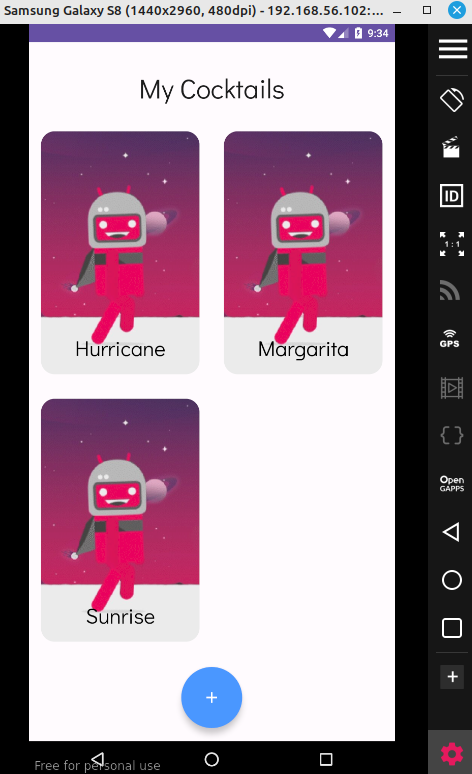 Samsung Galaxy S8 (1440x2960, 480dpi) - 192.168.56.102:...
9:34
My Cocktails
Hurricane
Margarita
Sunrise
+
Free for personal use
ID
1 : 1
GPS
{ }
Open
GAPPS
+